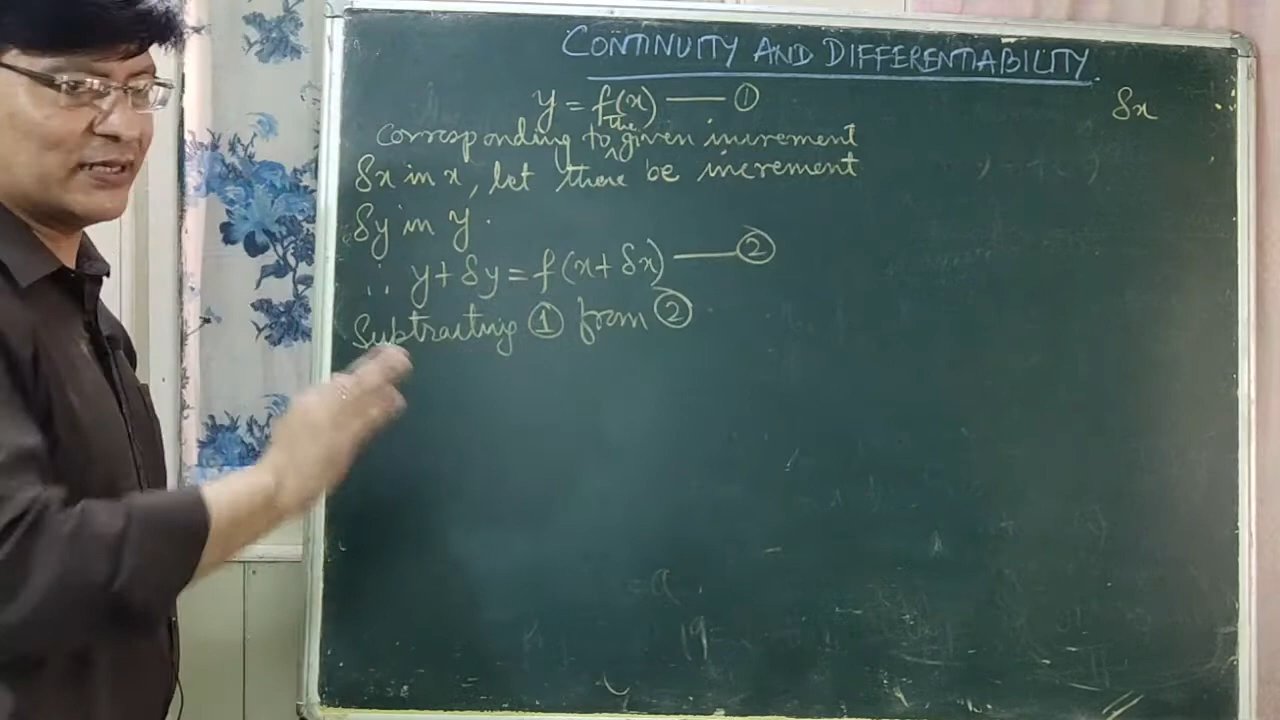 CONTINUITY AND DIFFERENTIABILITY
y = f(x) —— ①
δx
corresponding to the given increment
δx in x, let there be increment
δy in y.
∴ y + δy = f(x + δx) —— ②
Subtracting ① from ②